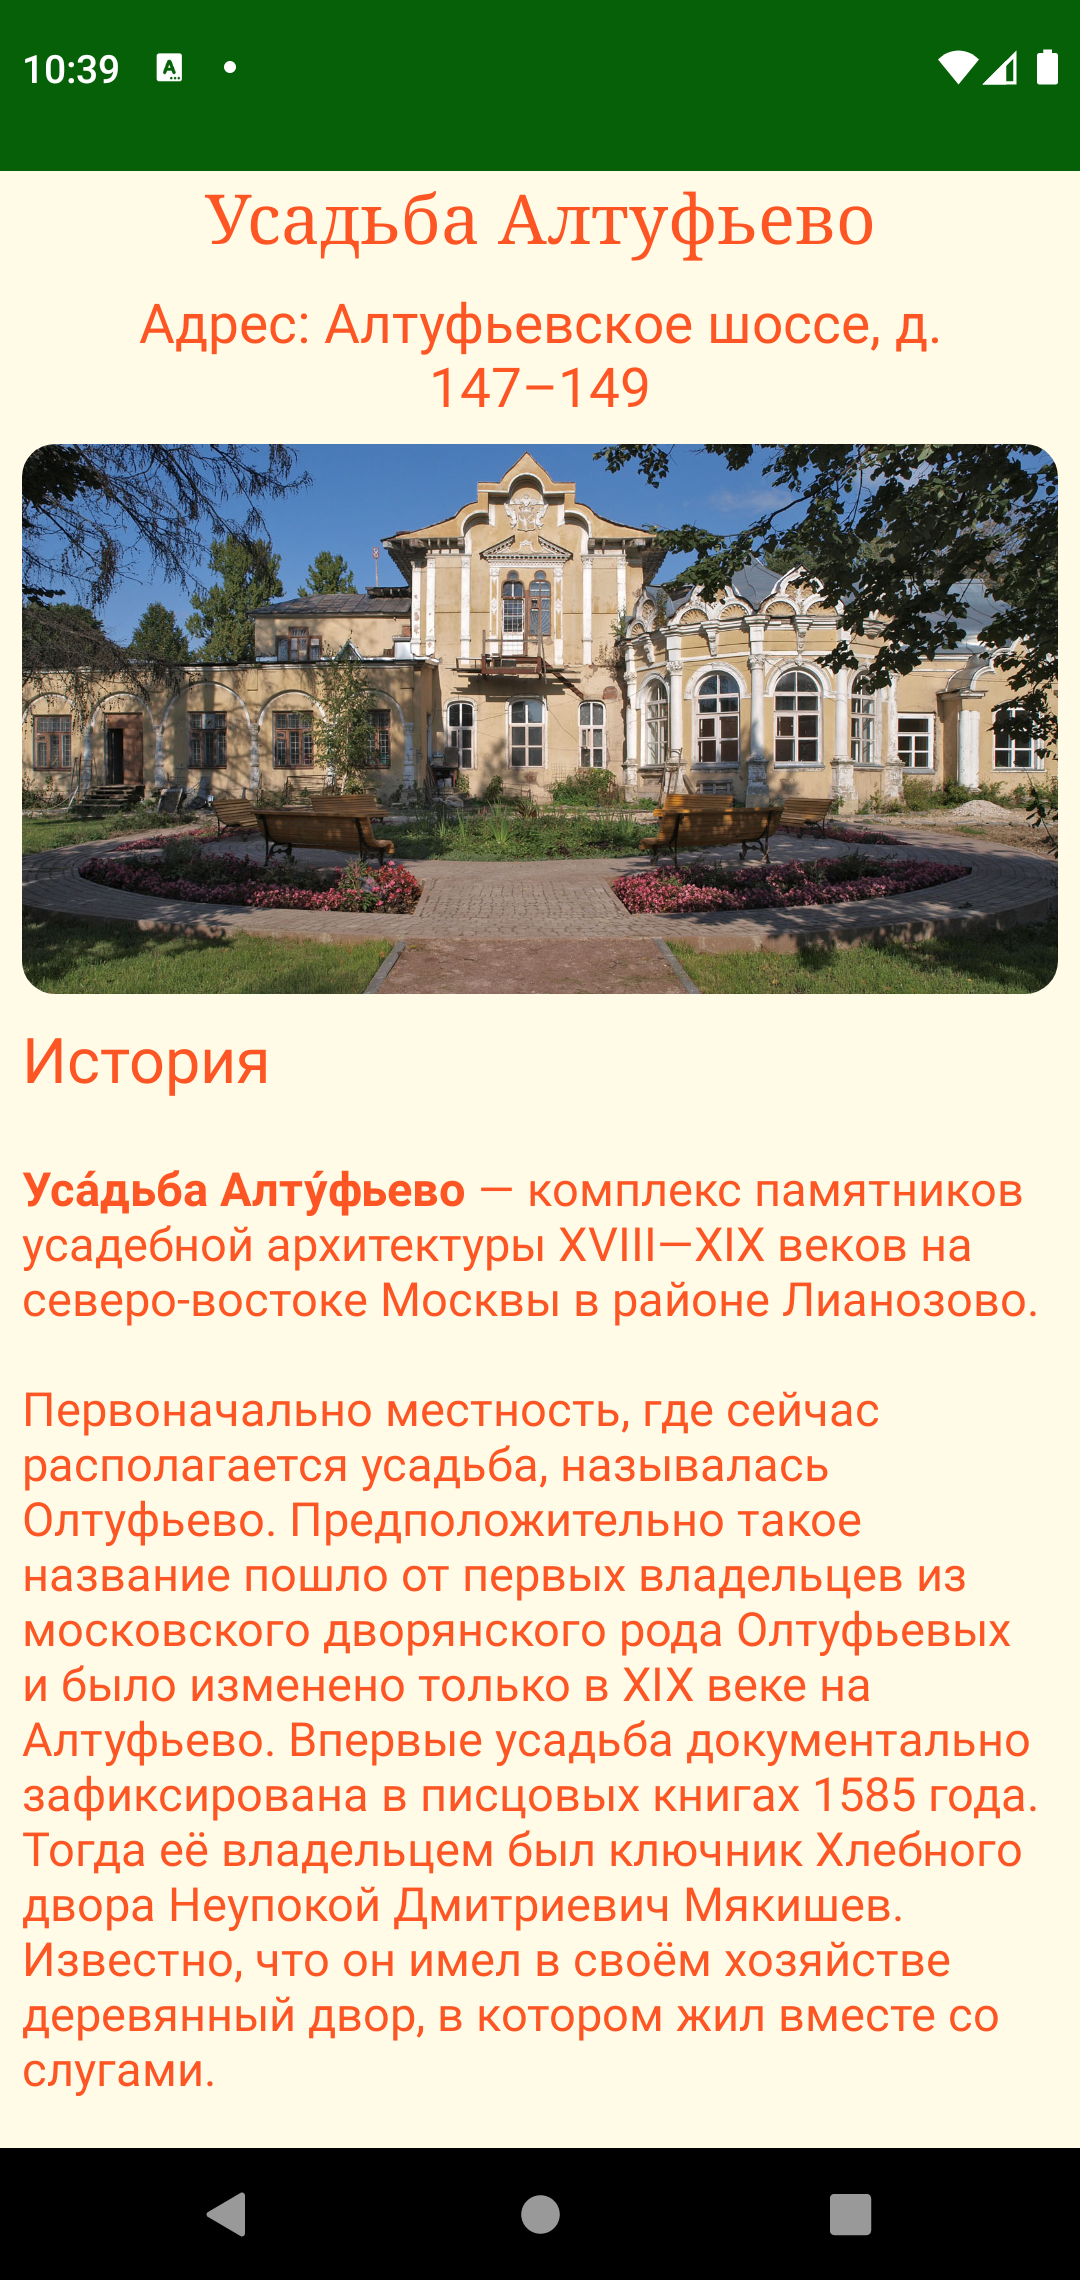 10:39
Усадьба Алтуфьево
Адрес: Алтуфьевское шоссе, д.
147–149
История
Уса́дьба Алту́фьево — комплекс памятников
усадебной архитектуры XVIII—XIX веков на
северо-востоке Москвы в районе Лианозово.
Первоначально местность, где сейчас
располагается усадьба, называлась
Олтуфьево. Предположительно такое
название пошло от первых владельцев из
московского дворянского рода Олтуфьевых
и было изменено только в XIX веке на
Алтуфьево. Впервые усадьба документально
зафиксирована в писцовых книгах 1585 года.
Тогда её владельцем был ключник Хлебного
двора Неупокой Дмитриевич Мякишев.
Известно, что он имел в своём хозяйстве
деревянный двор, в котором жил вместе со
слугами.